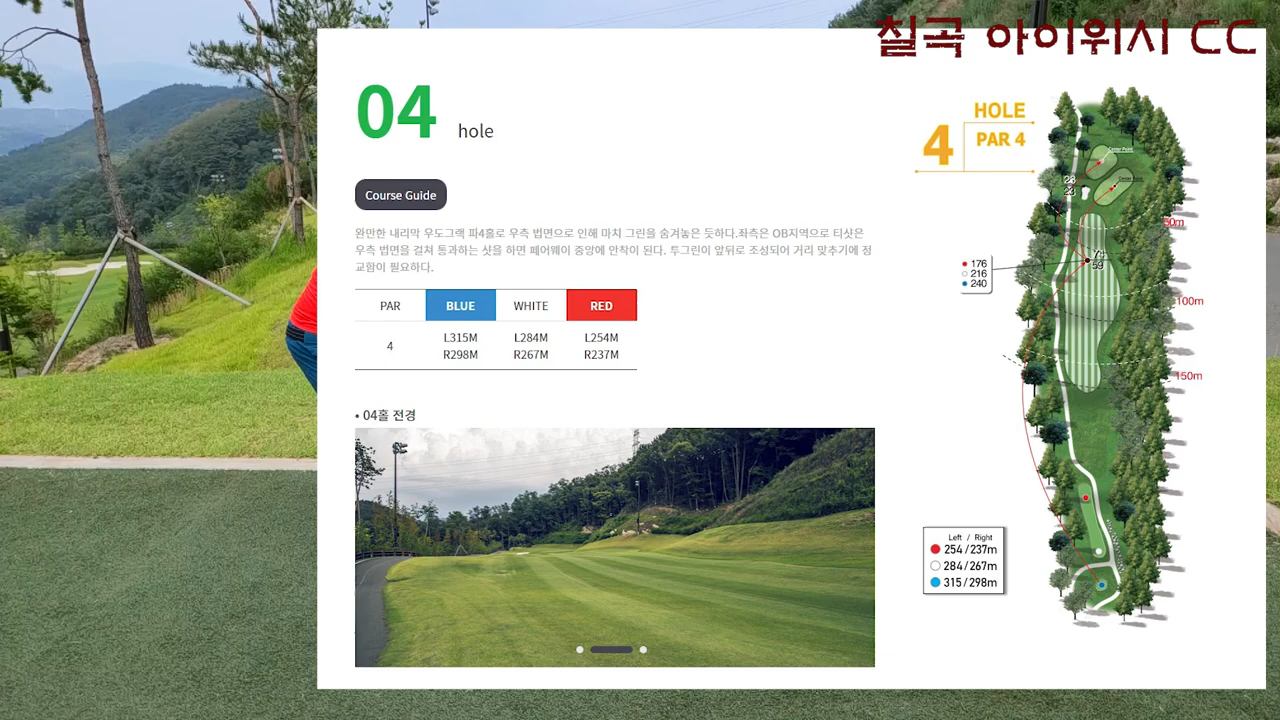 칠곡 아이위시 CC
04 hole
Course Guide
완만한 내리막 우도그랙 파4홀로 우측 법면으로 인해 마치 그린을 숨겨놓은 듯하다.좌측은 OB지역으로 티샷은
우측 법면을 걸쳐 통과하는 샷을 하면 페어웨이 중앙에 안착이 된다. 투그린이 앞뒤로 조성되어 거리 맞추기에 정
교함이 필요하다.
PAR BLUE WHITE RED
4
L315M L284M L254M
R298M R267M R237M
• 04홀 전경
HOLE
4 PAR 4
Center Point
Center Point
23
50m
59
176
216
240
100m
150m
Left / Right
254/237m
284/267m
315/298m